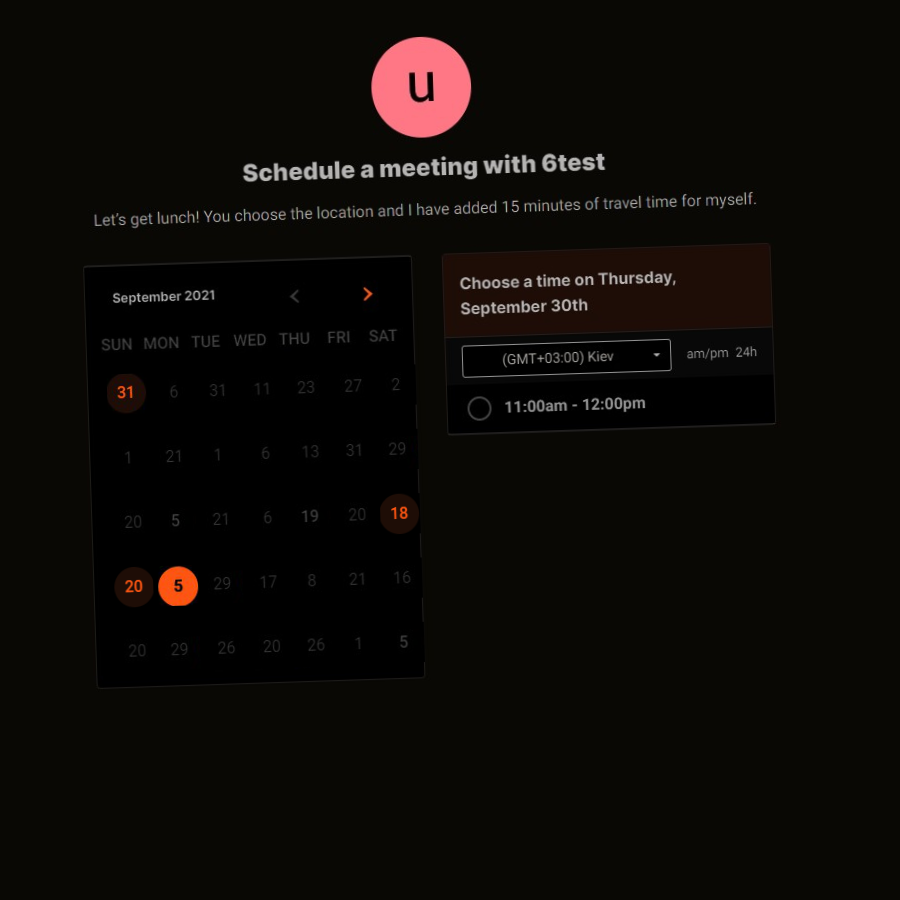 u
Schedule a meeting with 6test
Let's get lunch! You choose the location and I have added 15 minutes of travel time for myself.
September 2021
SUN MON TUE WED THU FRI SAT
31 6 31 11 23 27 2
1 21 1 6 13 31 29
20 5 21 6 19 20 18
20 5 29 17 8 21 16
20 29 26 20 26 1 5
Choose a time on Thursday,
September 30th
(GMT+03:00) Kiev am/pm 24h
11:00am - 12:00pm